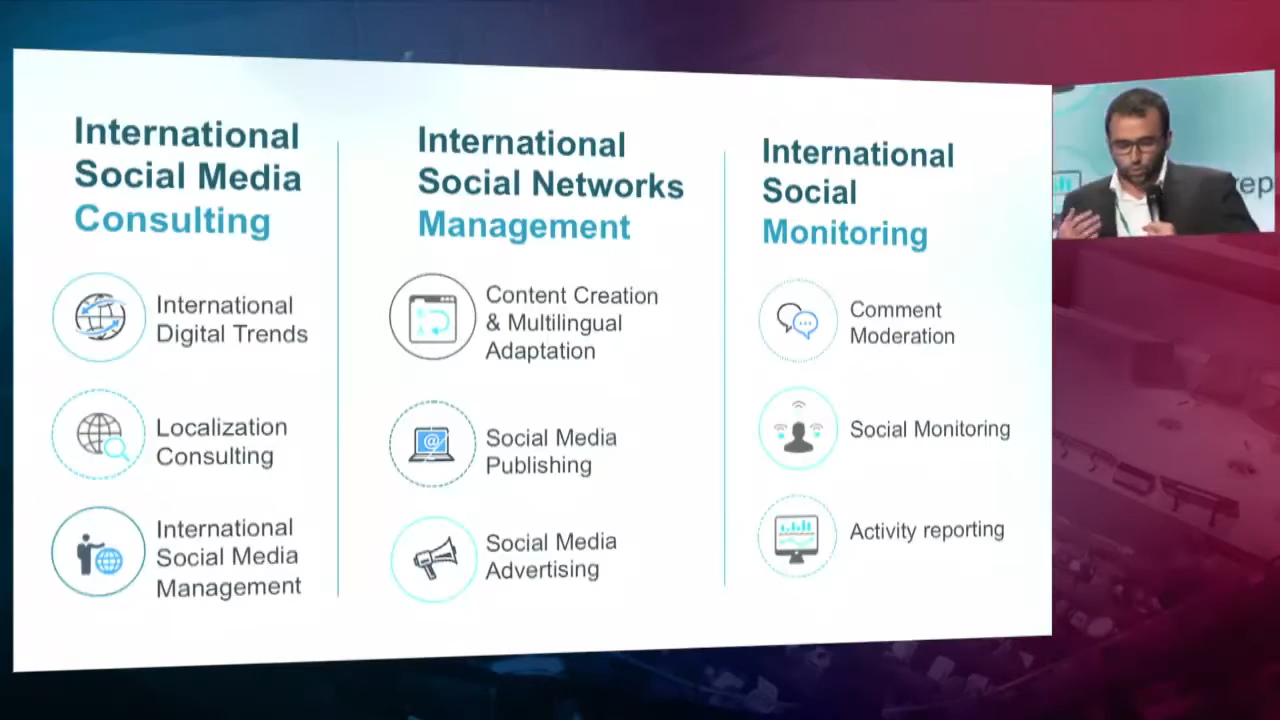 International
Social Media
Consulting
International
Digital Trends
Localization
Consulting
International
Social Media
Management
International
Social Networks
Management
Content Creation
& Multilingual
Adaptation
@
Social Media
Publishing
Social Media
Advertising
International
Social
Monitoring
Comment
Moderation
Social Monitoring
Activity reporting
rep